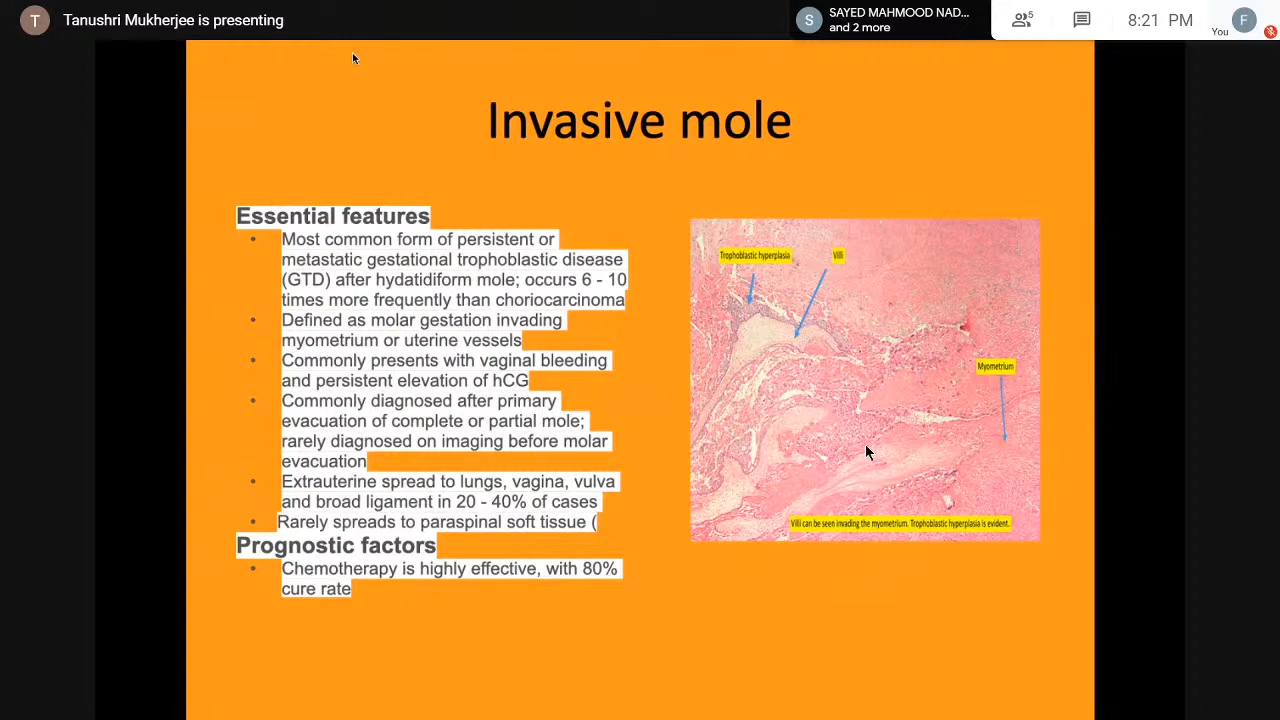 T Tanushri Mukherjee is presenting
S SAYED MAHMOOD NAD...
and 2 more
5
8:21 PM
You
F
Invasive mole
Essential features
• Most common form of persistent or
metastatic gestational trophoblastic disease
(GTD) after hydatidiform mole; occurs 6 - 10
times more frequently than choriocarcinoma
• Defined as molar gestation invading
myometrium or uterine vessels
• Commonly presents with vaginal bleeding
and persistent elevation of hCG
• Commonly diagnosed after primary
evacuation of complete or partial mole;
rarely diagnosed on imaging before molar
evacuation
• Extrauterine spread to lungs, vagina, vulva
and broad ligament in 20 - 40% of cases
• Rarely spreads to paraspinal soft tissue (
Prognostic factors
• Chemotherapy is highly effective, with 80%
cure rate
Trophoblastic hyperplasia
Villi
Myometrium
Villi can be seen invading the myometrium. Trophoblastic hyperplasia is evident.